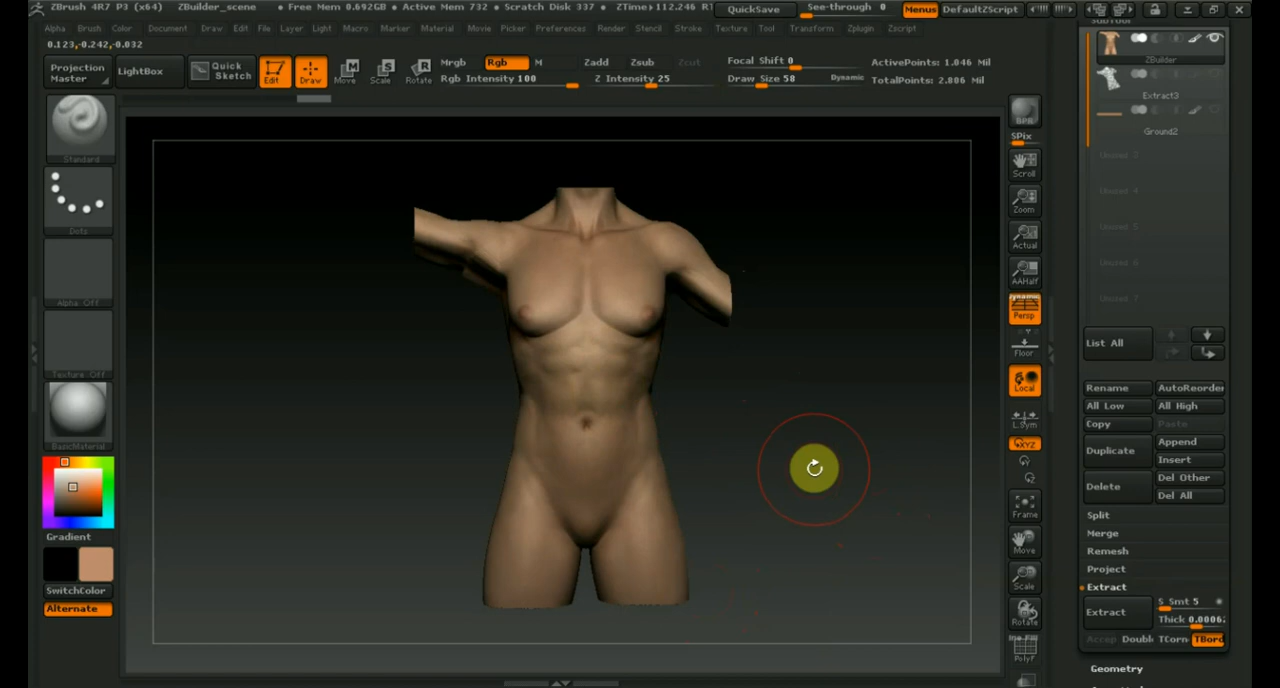 ZBrush 4R7 P3 (x64) ZBuilder_scene • Free Mem 0.692GB • Active Mem 732 • Scratch Disk 337 • ZTime▸112.246 R QuickSave See-through 0 Menus DefaultZScript
Alpha Brush Color Document Draw Edit File Layer Light Macro Marker Material Movie Picker Preferences Render Stencil Stroke Texture Tool Transform Zplugin Zscript
0.123,-0.242,-0.032
Projection Master
LightBox
Quick Sketch
Edit
Draw
Move
Scale
Rotate
Mrgb Rgb M
Rgb Intensity 100
Zadd Zsub Zcut
Z Intensity 25
Focal Shift 0
Draw Size 58 Dynamic
ActivePoints: 1.046 Mil
TotalPoints: 2.806 Mil
Standard
Dots
Alpha Off
Texture Off
BasicMaterial
Gradient
SwitchColor
Alternate
BPR
SPix
Scroll
Zoom
Actual
AAHalf
Dynamic
Persp
Floor
Local
L.Sym
XYZ
Frame
Move
Scale
Rotate
Line Fill
PolyF
SubTool
ZBuilder
Extract3
Ground2
Unused 3
Unused 4
Unused 5
Unused 6
Unused 7
List All
Rename AutoReorder
All Low All High
Copy Paste
Duplicate
Append
Insert
Delete
Del Other
Del All
Split
Merge
Remesh
Project
Extract
Extract
S Smt 5
Thick 0.0006
Accep Doubl TCorn TBord
Geometry